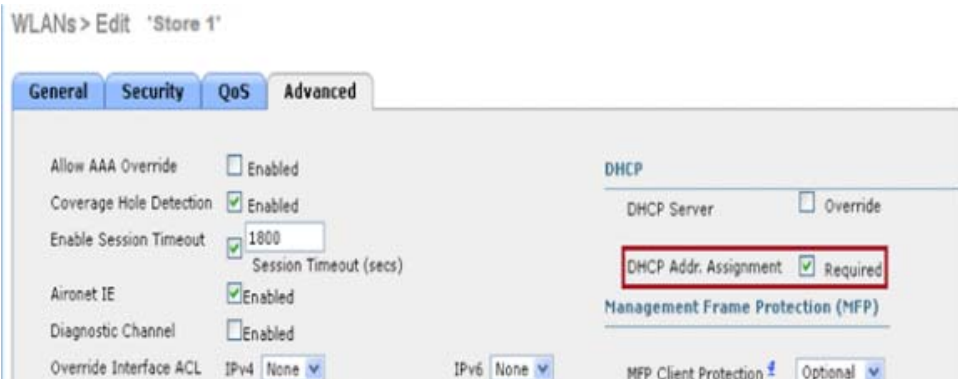 WLANs > Edit 'Store 1'
General Security QoS Advanced
Allow AAA Override Enabled
Coverage Hole Detection Enabled
Enable Session Timeout 1800
Session Timeout (secs)
Aironet IE Enabled
Diagnostic Channel Enabled
Override Interface ACL IPv4 None IPv6 None
DHCP
DHCP Server Override
DHCP Addr. Assignment Required
Management Frame Protection (MFP)
MFP Client Protection 4 Optional